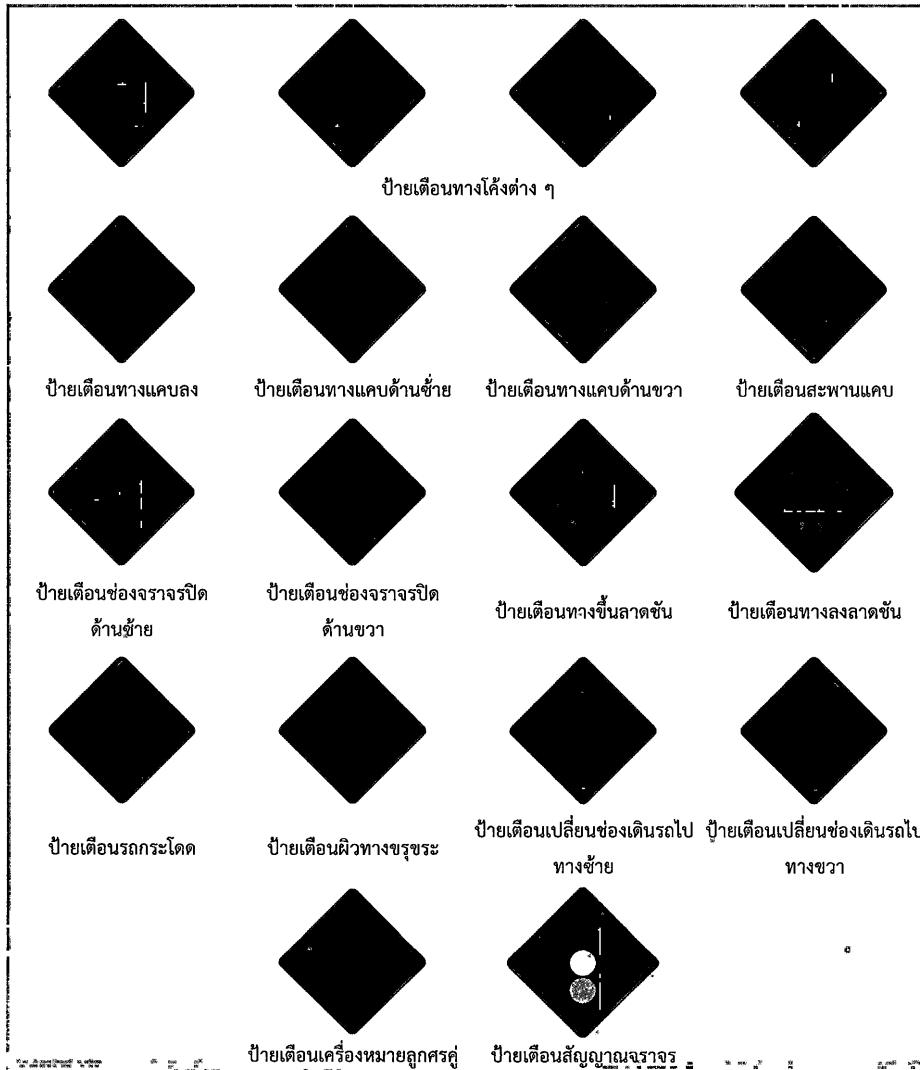 ป้ายเตือนทางโค้งต่าง ๆ
ป้ายเตือนทางแคบลง
ป้ายเตือนทางแคบด้านซ้าย
ป้ายเตือนทางแคบด้านขวา
ป้ายเตือนสะพานแคบ
ป้ายเตือนช่องจราจรปิด
ด้านซ้าย
ป้ายเตือนช่องจราจรปิด
ด้านขวา
ป้ายเตือนทางขึ้นลาดชัน
ป้ายเตือนทางลงลาดชัน
ป้ายเตือนรถกระโดด
ป้ายเตือนผิวทางขรุขระ
ป้ายเตือนเปลี่ยนช่องเดินรถไป
ทางซ้าย
ป้ายเตือนเปลี่ยนช่องเดินรถไป
ทางขวา
ป้ายเตือนเครื่องหมายลูกศรคู่
ป้ายเตือนสัญญาณจราจร